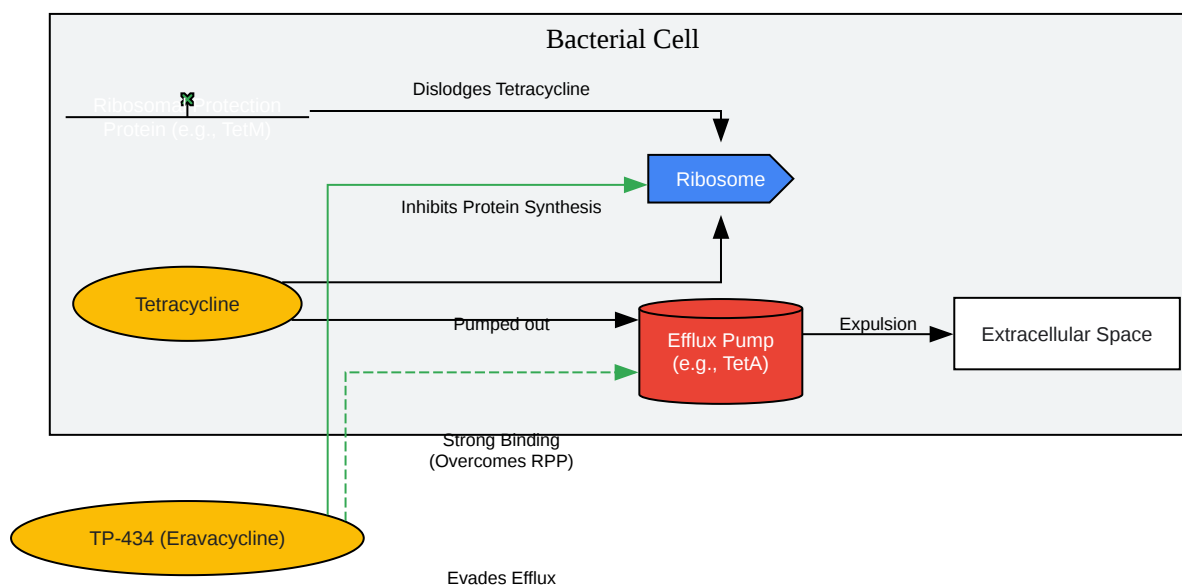 Bacterial Cell
Dislodges Tetracycline
Ribosomal Protection
Protein (e.g., TetM)
Ribosome
Inhibits Protein Synthesis
Tetracycline
Pumped out
Efflux Pump
(e.g., TetA)
Expulsion
Extracellular Space
Strong Binding
(Overcomes RPP)
TP-434 (Eravacycline)
Evades Efflux